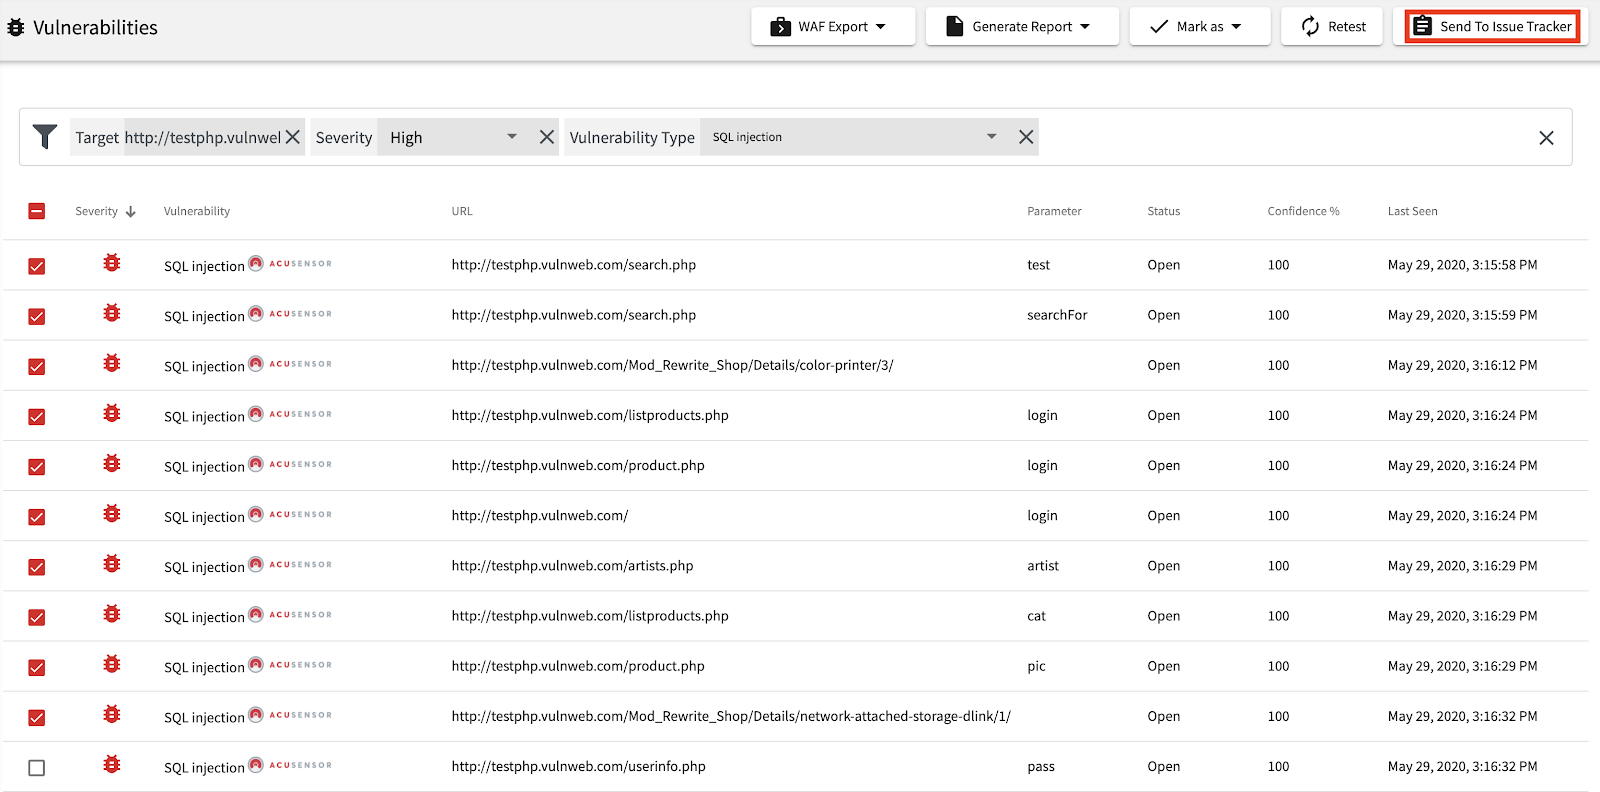 Vulnerabilities WAF Export Generate Report Mark as Retest Send To Issue Tracker
Target http://testphp.vulnwel Severity High Vulnerability Type SQL injection
Severity Vulnerability URL Parameter Status Confidence % Last Seen
SQL injection ACUSENSOR http://testphp.vulnweb.com/search.php test Open 100 May 29, 2020, 3:15:58 PM
SQL injection ACUSENSOR http://testphp.vulnweb.com/search.php searchFor Open 100 May 29, 2020, 3:15:59 PM
SQL injection ACUSENSOR http://testphp.vulnweb.com/Mod_Rewrite_Shop/Details/color-printer/3/ Open 100 May 29, 2020, 3:16:12 PM
SQL injection ACUSENSOR http://testphp.vulnweb.com/listproducts.php login Open 100 May 29, 2020, 3:16:24 PM
SQL injection ACUSENSOR http://testphp.vulnweb.com/product.php login Open 100 May 29, 2020, 3:16:24 PM
SQL injection ACUSENSOR http://testphp.vulnweb.com/ login Open 100 May 29, 2020, 3:16:24 PM
SQL injection ACUSENSOR http://testphp.vulnweb.com/artists.php artist Open 100 May 29, 2020, 3:16:29 PM
SQL injection ACUSENSOR http://testphp.vulnweb.com/listproducts.php cat Open 100 May 29, 2020, 3:16:29 PM
SQL injection ACUSENSOR http://testphp.vulnweb.com/product.php pic Open 100 May 29, 2020, 3:16:29 PM
SQL injection ACUSENSOR http://testphp.vulnweb.com/Mod_Rewrite_Shop/Details/network-attached-storage-dlink/1/ Open 100 May 29, 2020, 3:16:32 PM
SQL injection ACUSENSOR http://testphp.vulnweb.com/userinfo.php pass Open 100 May 29, 2020, 3:16:32 PM